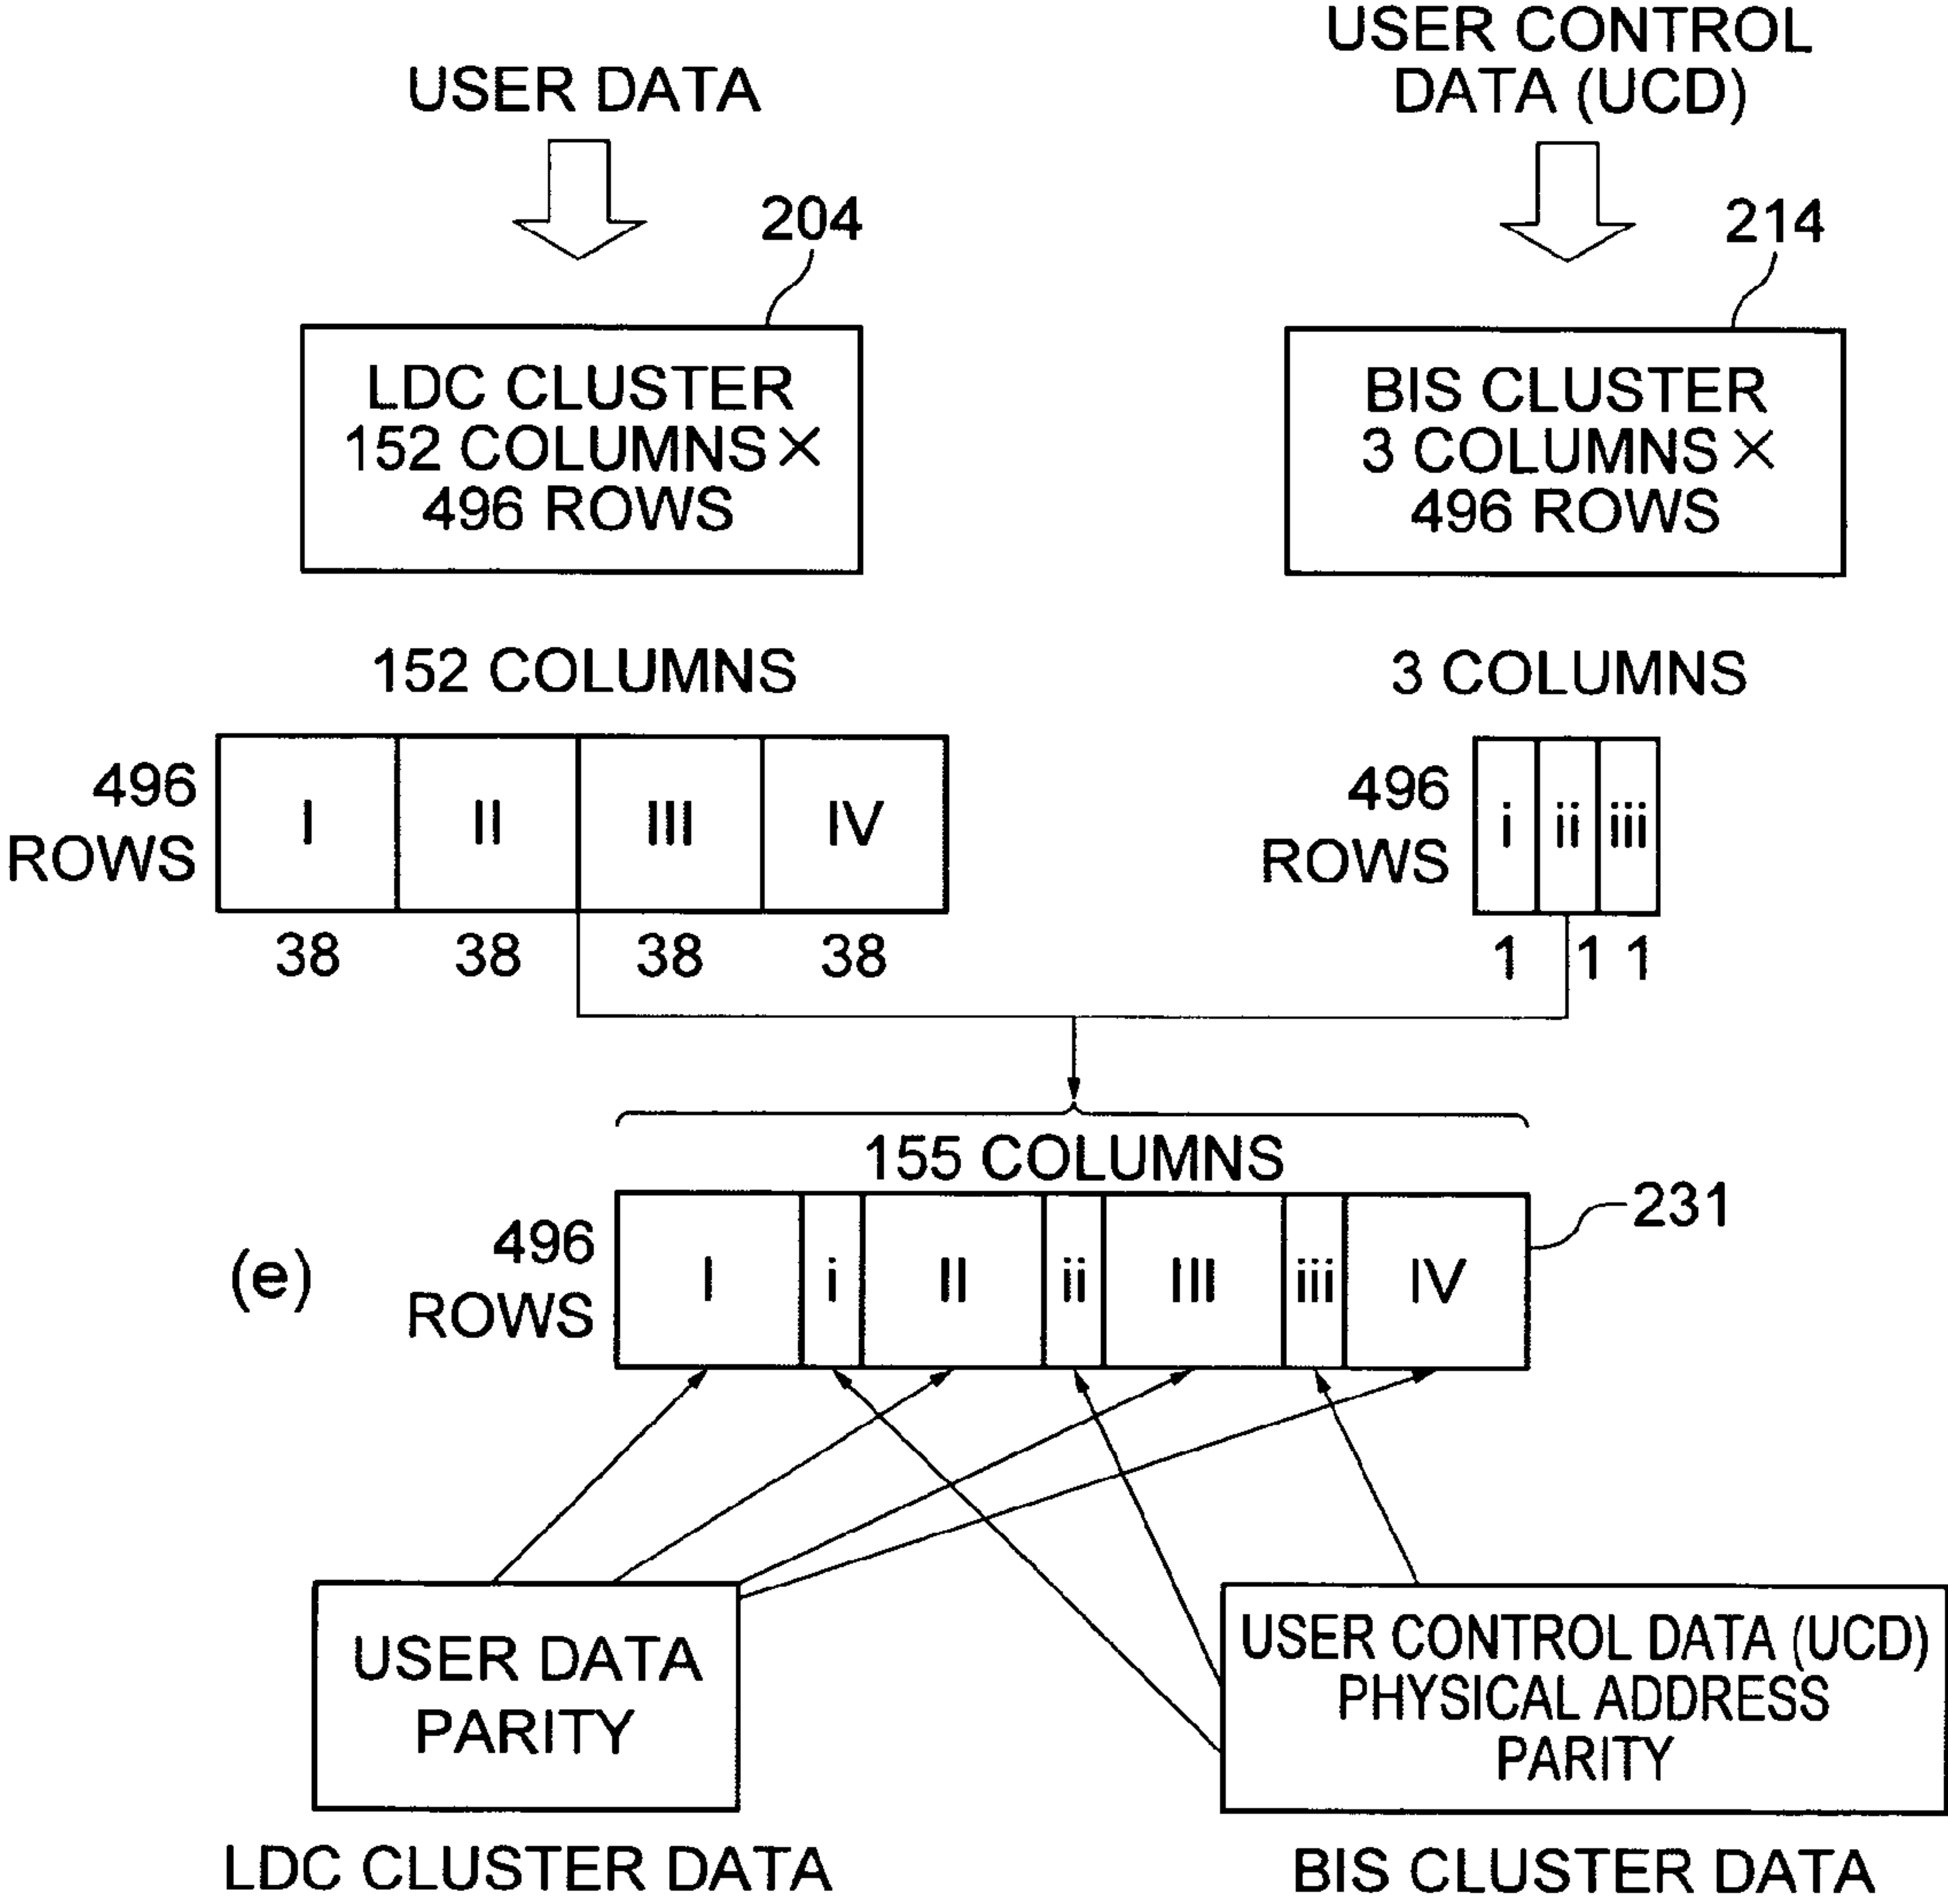 USER DATA
USER CONTROL
DATA (UCD)
204
214
LDC CLUSTER
152 COLUMNS ×
496 ROWS
BIS CLUSTER
3 COLUMNS ×
496 ROWS
152 COLUMNS
3 COLUMNS
496
ROWS
I II III IV
38 38 38 38
496
ROWS
i ii iii
1 1 1
155 COLUMNS
231
(e)
496
ROWS
I i II ii III iii IV
USER DATA
PARITY
USER CONTROL DATA (UCD)
PHYSICAL ADDRESS
PARITY
LDC CLUSTER DATA
BIS CLUSTER DATA